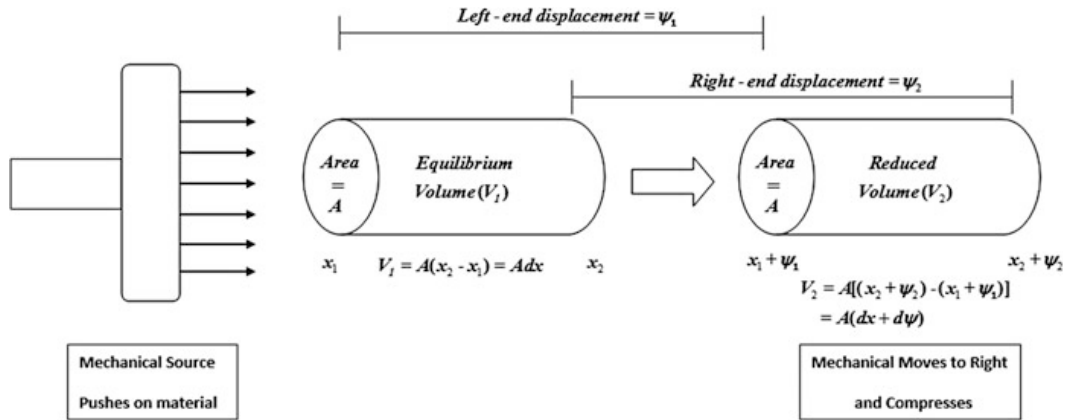 Left - end displacement = ψ₁
Right - end displacement = ψ₂
Area
=
A
Equilibrium
Volume(V₁)
Area
=
A
Reduced
Volume(V₂)
x₁
V₁ = A(x₂ - x₁) = Adx
x₂
x₁ + ψ₁
x₂ + ψ₂
V₂ = A[(x₂ + ψ₂) -(x₁ + ψ₁)]
= A(dx + dψ)
Mechanical Source
Pushes on material
Mechanical Moves to Right
and Compresses